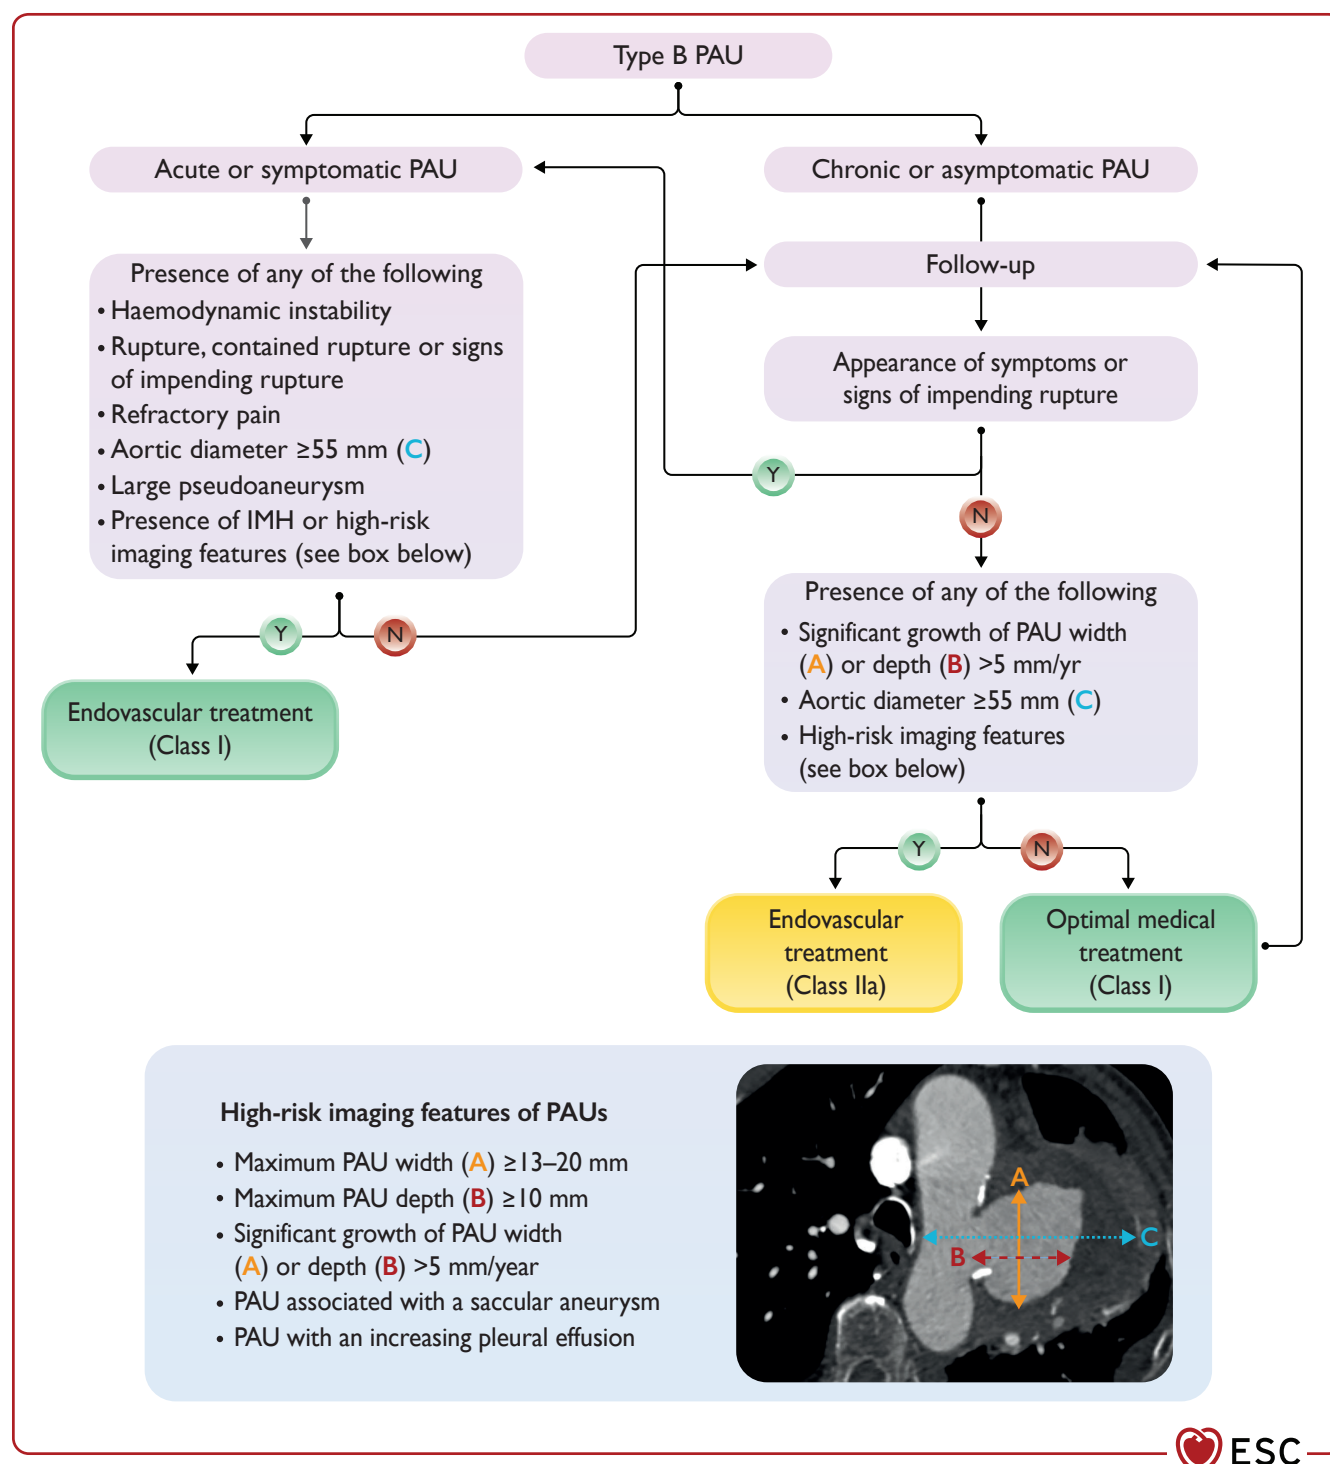 Type B PAU
Acute or symptomatic PAU
Chronic or asymptomatic PAU
Presence of any of the following
• Haemodynamic instability
• Rupture, contained rupture or signs
of impending rupture
• Refractory pain
• Aortic diameter ≥55 mm (C)
• Large pseudoaneurysm
• Presence of IMH or high-risk
imaging features (see box below)
Follow-up
Appearance of symptoms or
signs of impending rupture
Y
N
Y
N
Endovascular treatment
(Class I)
Presence of any of the following
• Significant growth of PAU width
(A) or depth (B) >5 mm/yr
• Aortic diameter ≥55 mm (C)
• High-risk imaging features
(see box below)
Y
N
Endovascular
treatment
(Class IIa)
Optimal medical
treatment
(Class I)
High-risk imaging features of PAUs
• Maximum PAU width (A) ≥13–20 mm
• Maximum PAU depth (B) ≥10 mm
• Significant growth of PAU width
(A) or depth (B) >5 mm/year
• PAU associated with a saccular aneurysm
• PAU with an increasing pleural effusion
A
B
C
ESC